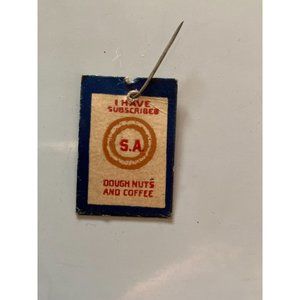 I HAVE
SUBSCRIBED
S.A.
DOUGH NUTS
AND COFFEE